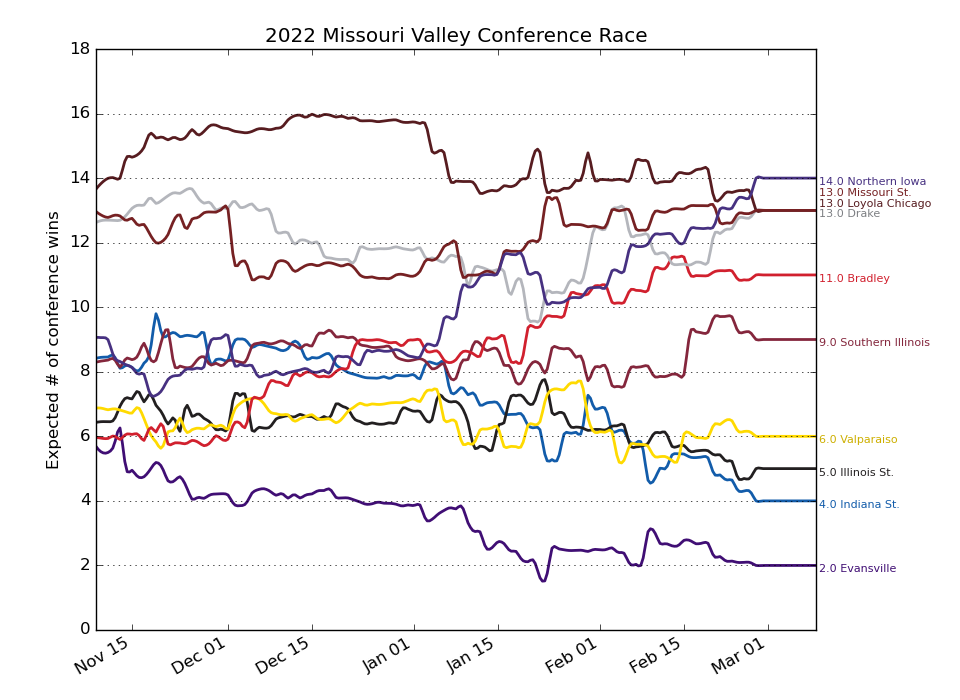 2022 Missouri Valley Conference Race
Expected # of conference wins
18
16
14
12
10
8
6
4
2
0
Nov 15
Dec 01
Dec 15
Jan 01
Jan 15
Feb 01
Feb 15
Mar 01
14.0 Northern Iowa
13.0 Missouri St.
13.0 Loyola Chicago
13.0 Drake
11.0 Bradley
9.0 Southern Illinois
6.0 Valparaiso
5.0 Illinois St.
4.0 Indiana St.
2.0 Evansville